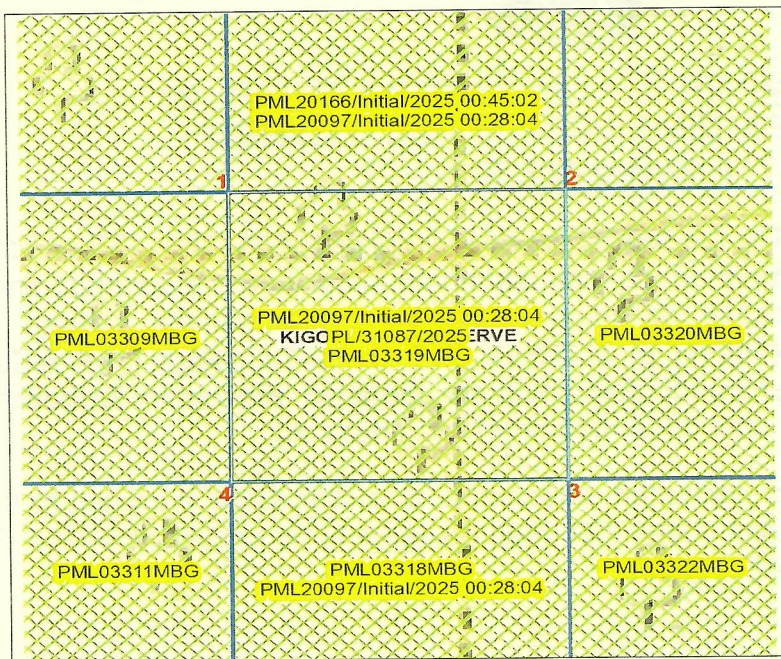 PML20166/Initial/2025 00:45:02
PML20097/Initial/2025 00:28:04
1
2
PML20097/Initial/2025 00:28:04
KIGO PL/31087/2025 ERVE
PML03319MBG
PML03309MBG
PML03320MBG
4
3
PML03311MBG
PML03318MBG
PML20097/Initial/2025 00:28:04
PML03322MBG